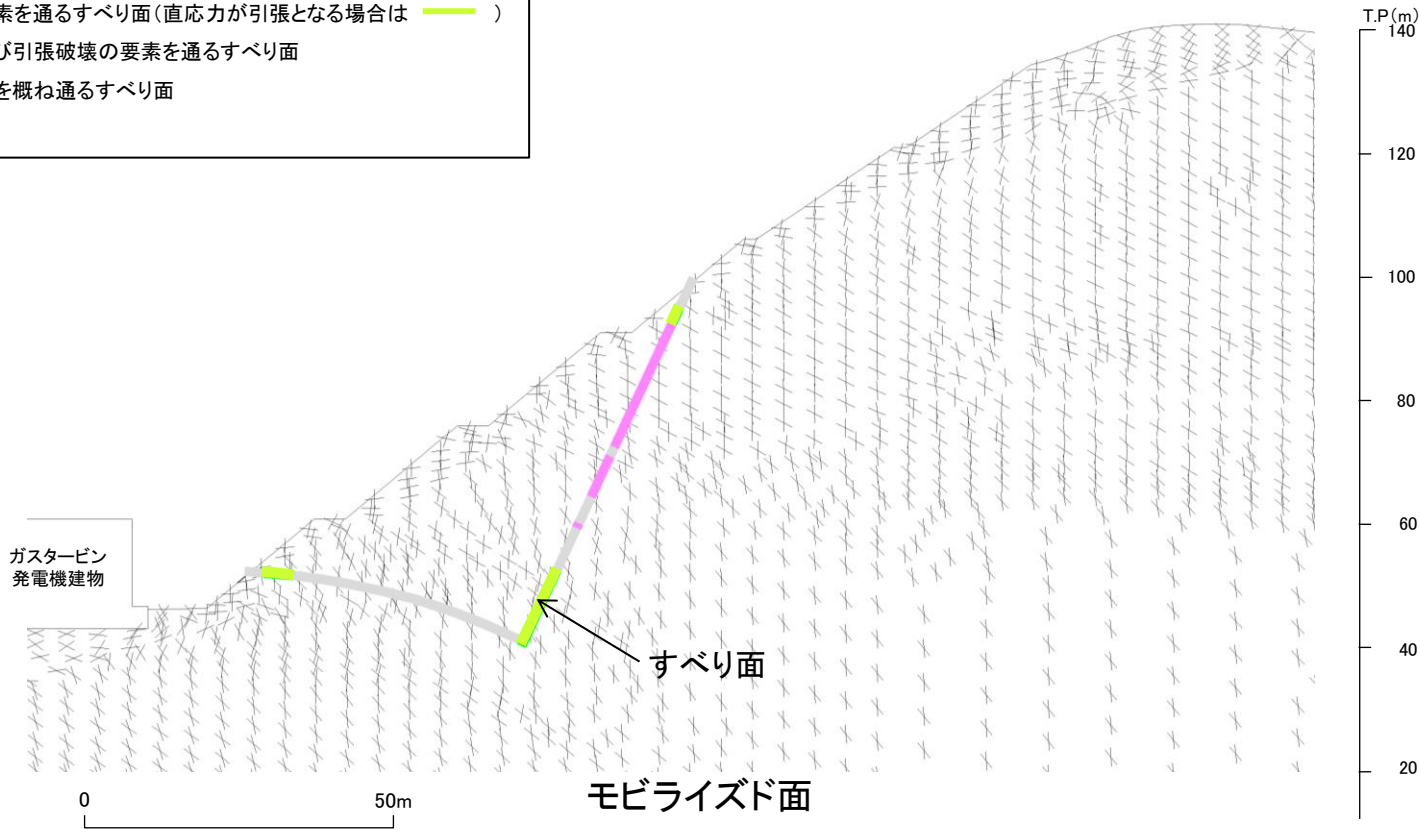 素を通るすべり面(直応力が引張となる場合は )
び引張破壊の要素を通るすべり面
を概ね通るすべり面
T.P(m)
140
120
100
80
60
40
20
ガスタービン
発電機建物
すべり面
モビライズド面
0 50m